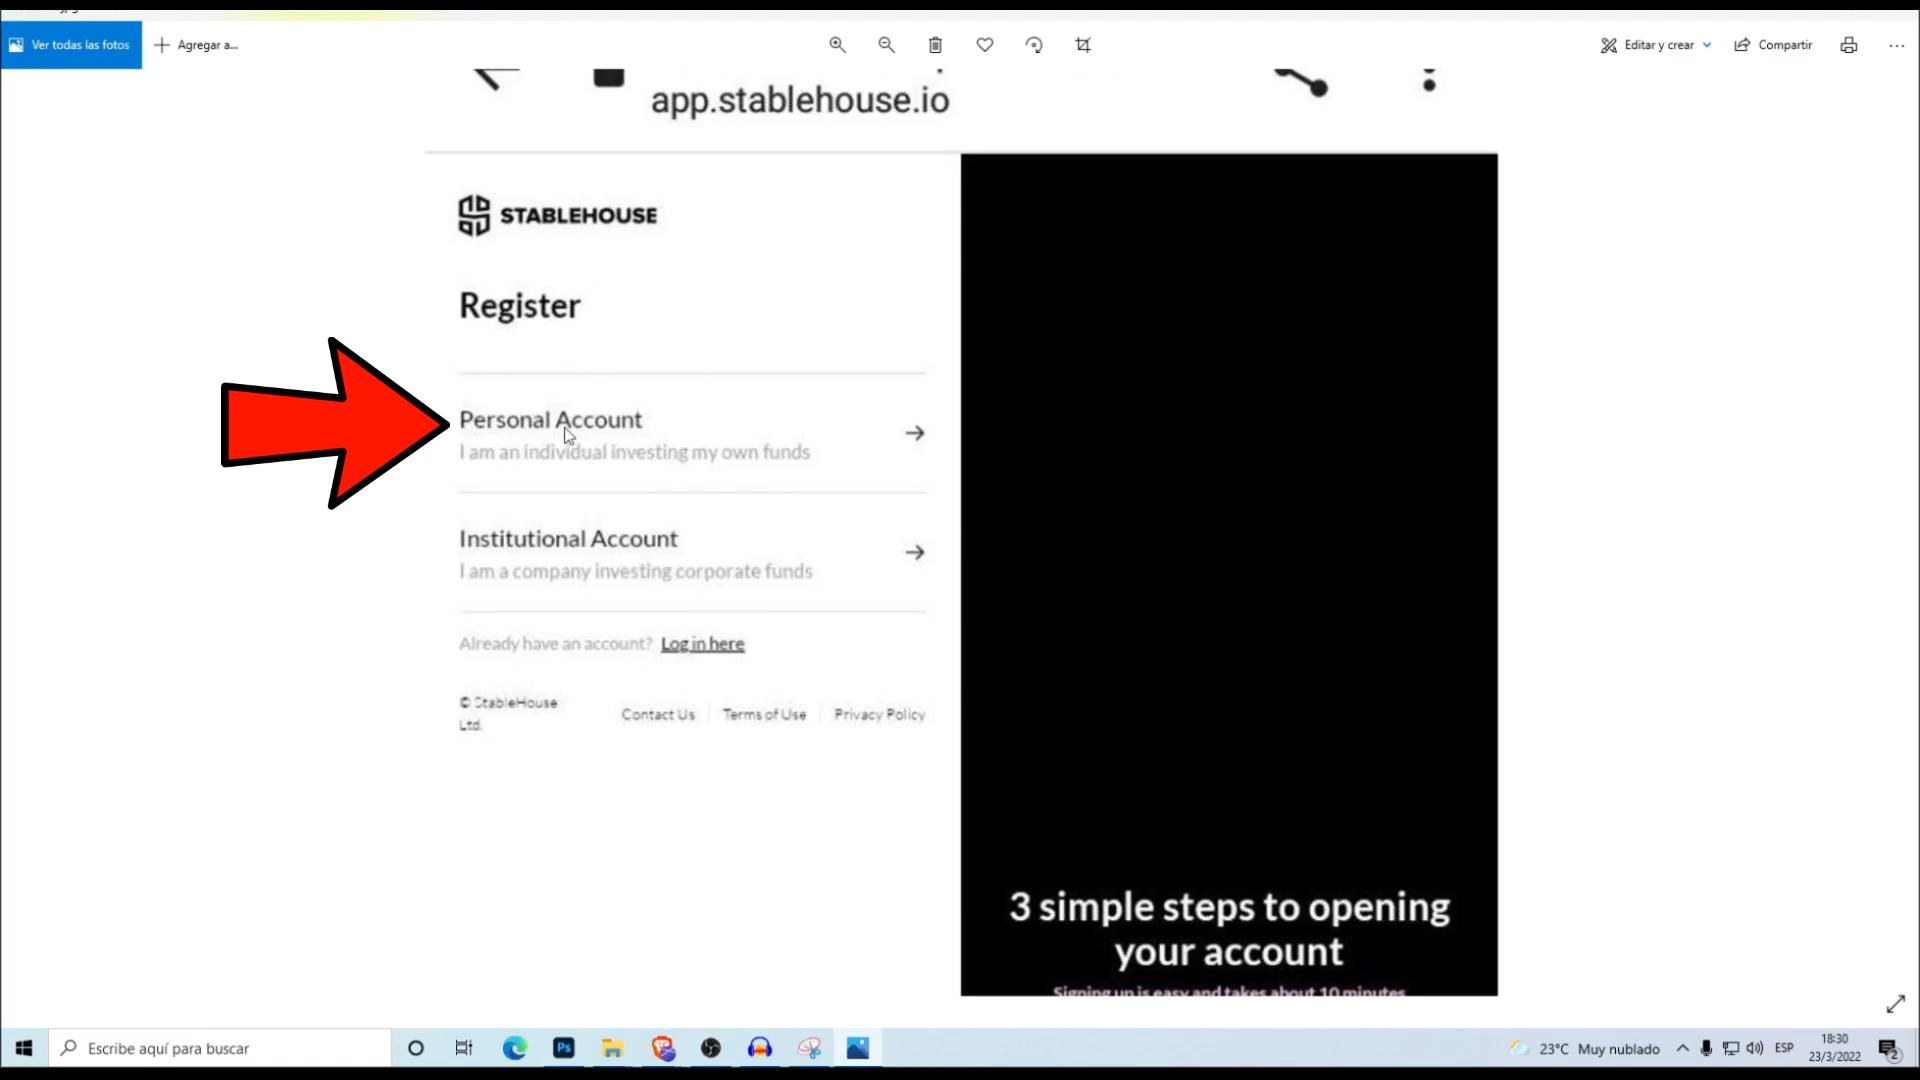 Ver todas las fotos
Agregar a...
Editar y crear
Compartir
app.stablehouse.io
STABLEHOUSE
Register
Personal Account
I am an individual investing my own funds
Institutional Account
I am a company investing corporate funds
Already have an account? Log in here
© StableHouse
Ltd.
Contact Us
Terms of Use
Privacy Policy
3 simple steps to opening
your account
Signing up is easy and takes about 10 minutes
Escribe aquí para buscar
Ps
23°C Muy nublado
ESP
18:30
23/3/2022
2